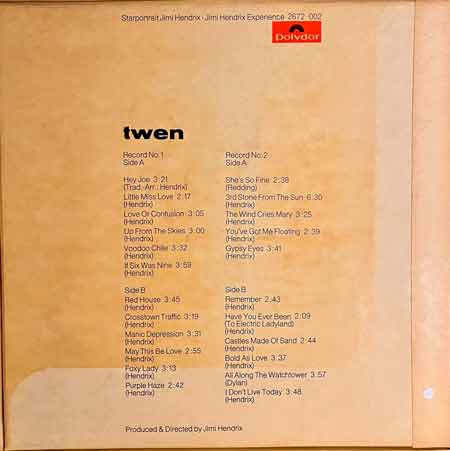 Starportrait Jimi Hendrix · Jimi Hendrix Experience 2672 002
Polydor
twen
Record No.1
Side A
Hey Joe 3:21
(Trad.-Arr.: Hendrix)
Little Miss Love 2:17
(Hendrix)
Love Or Confusion 3:05
(Hendrix)
Up From The Skies 3:00
(Hendrix)
Voodoo Chile 3:32
(Hendrix)
If Six Was Nine 3:59
(Hendrix)
Side B
Red House 3:45
(Hendrix)
Crosstown Traffic 3:19
(Hendrix)
Manic Depression 3:31
(Hendrix)
May This Be Love 2:55
(Hendrix)
Foxy Lady 3:13
(Hendrix)
Purple Haze 2:42
(Hendrix)
Record No.2
Side A
She's So Fine 2:38
(Redding)
3rd Stone From The Sun 6:30
(Hendrix)
The Wind Cries Mary 3:25
(Hendrix)
You've Got Me Floating 2:39
(Hendrix)
Gypsy Eyes 3:41
(Hendrix)
Side B
Remember 2.43
(Hendrix)
Have You Ever Been 2:09
(To Electric Ladyland)
(Hendrix)
Castles Made Of Sand 2:44
(Hendrix)
Bold As Love 3:37
(Hendrix)
All Along The Watchtower 3:57
(Dylan)
I Don't Live Today 3:48
(Hendrix)
Produced & Directed by Jimi Hendrix